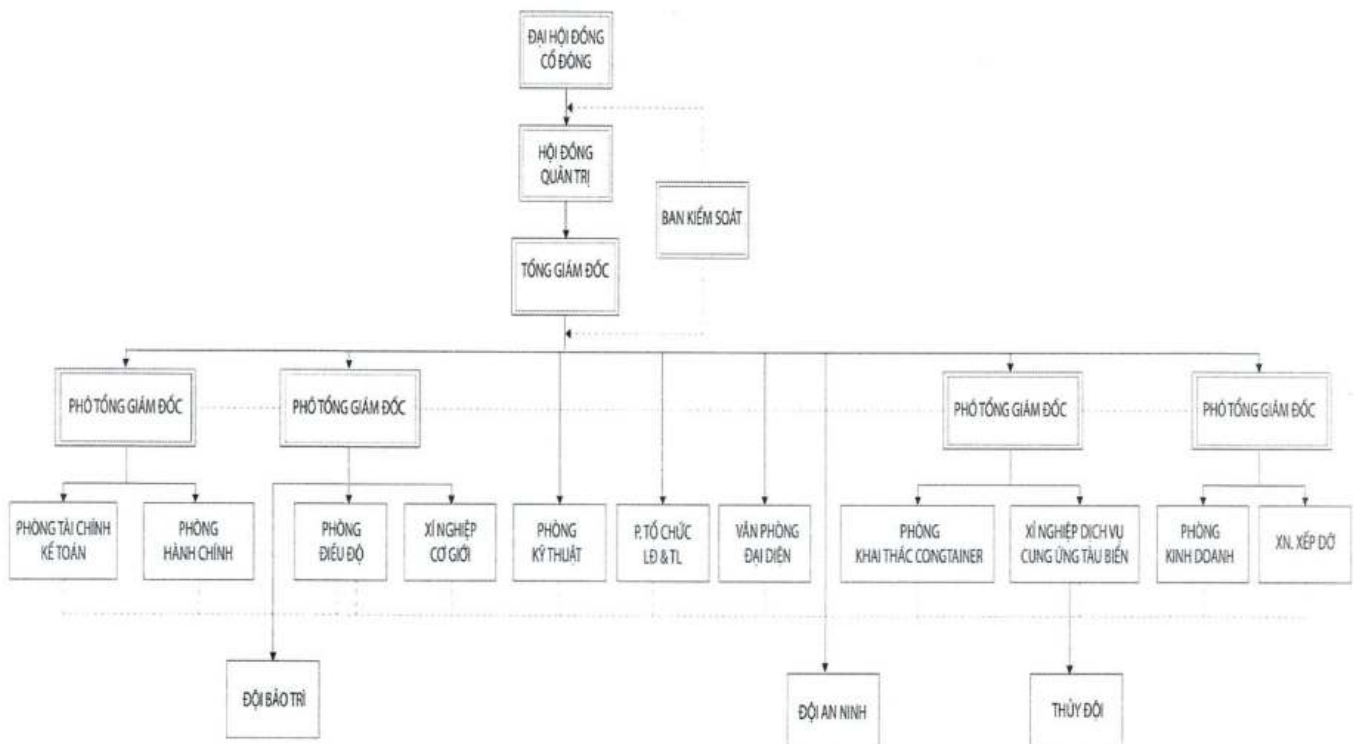 ĐẠI HỘI ĐỒNG
CỔ ĐÔNG
HỘI ĐỒNG
QUẢN TRỊ
BAN KIỂM SOÁT
TỔNG GIÁM ĐỐC
PHÓ TỔNG GIÁM ĐỐC
PHÓ TỔNG GIÁM ĐỐC
PHÓ TỔNG GIÁM ĐỐC
PHÓ TỔNG GIÁM ĐỐC
PHÒNG TÀI CHÍNH
KẾ TOÁN
PHÒNG
HÀNH CHÍNH
PHÒNG
ĐIỀU ĐỘ
XÍ NGHIỆP
CƠ GIỚI
PHÒNG
KỸ THUẬT
P. TỔ CHỨC
LĐ & TL
VĂN PHÒNG
ĐẠI DIỆN
PHÒNG
KHAI THÁC CONGTAINER
XÍ NGHIỆP DỊCH VỤ
CUNG ỨNG TÀU BIỂN
PHÒNG
KINH DOANH
XN. XẾP DỠ
ĐỘI BẢO TRÌ
ĐỘI AN NINH
THỦY ĐỘI